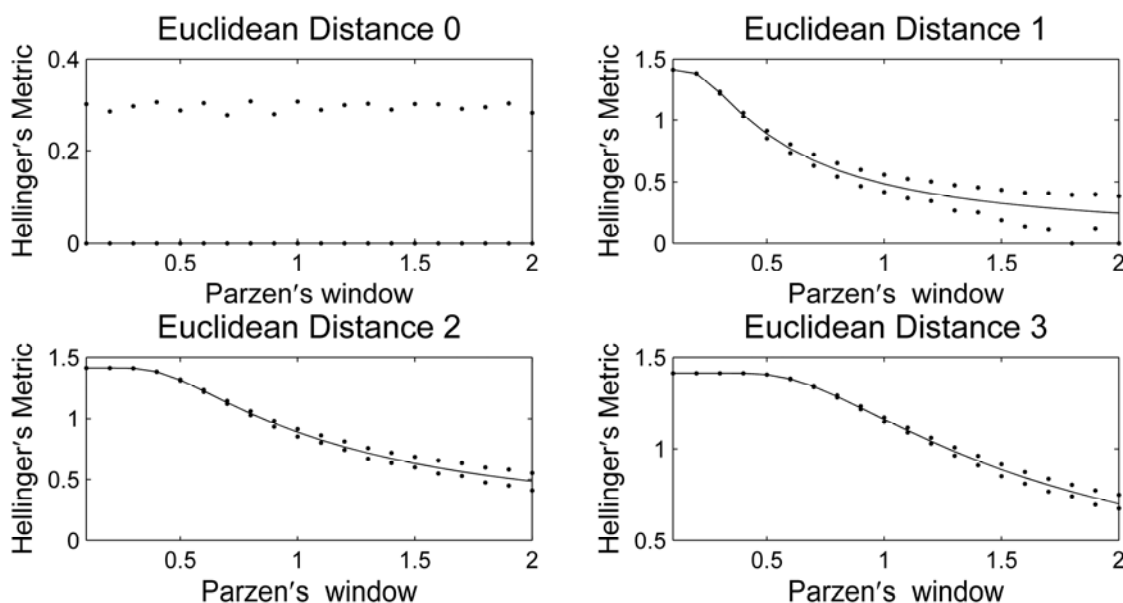 Euclidean Distance 0
0.4
0.2
0
Hellinger's Metric
0.5
1
1.5
2
Parzen's window
Euclidean Distance 1
1.5
1
0.5
0
Hellinger's Metric
0.5
1
1.5
2
Parzen's window
Euclidean Distance 2
1.5
1
0.5
0
Hellinger's Metric
0.5
1
1.5
2
Parzen's window
Euclidean Distance 3
1.5
1
0.5
Hellinger's Metric
0.5
1
1.5
2
Parzen's window